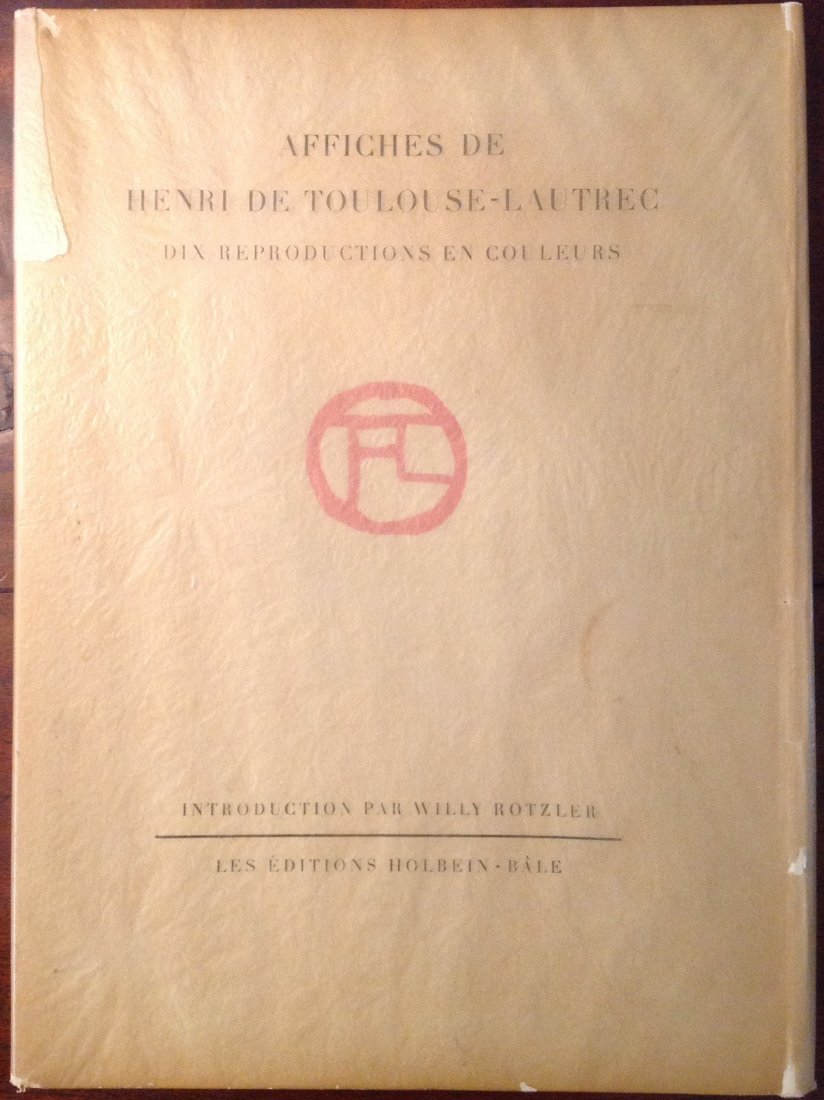 AFFICHES DE
HENRI DE TOULOUSE-LAUTREC
DIX REPRODUCTIONS EN COULEURS
INTRODUCTION PAR WILLY ROTZLER
LES ÉDITIONS HOLBEIN - BÂLE